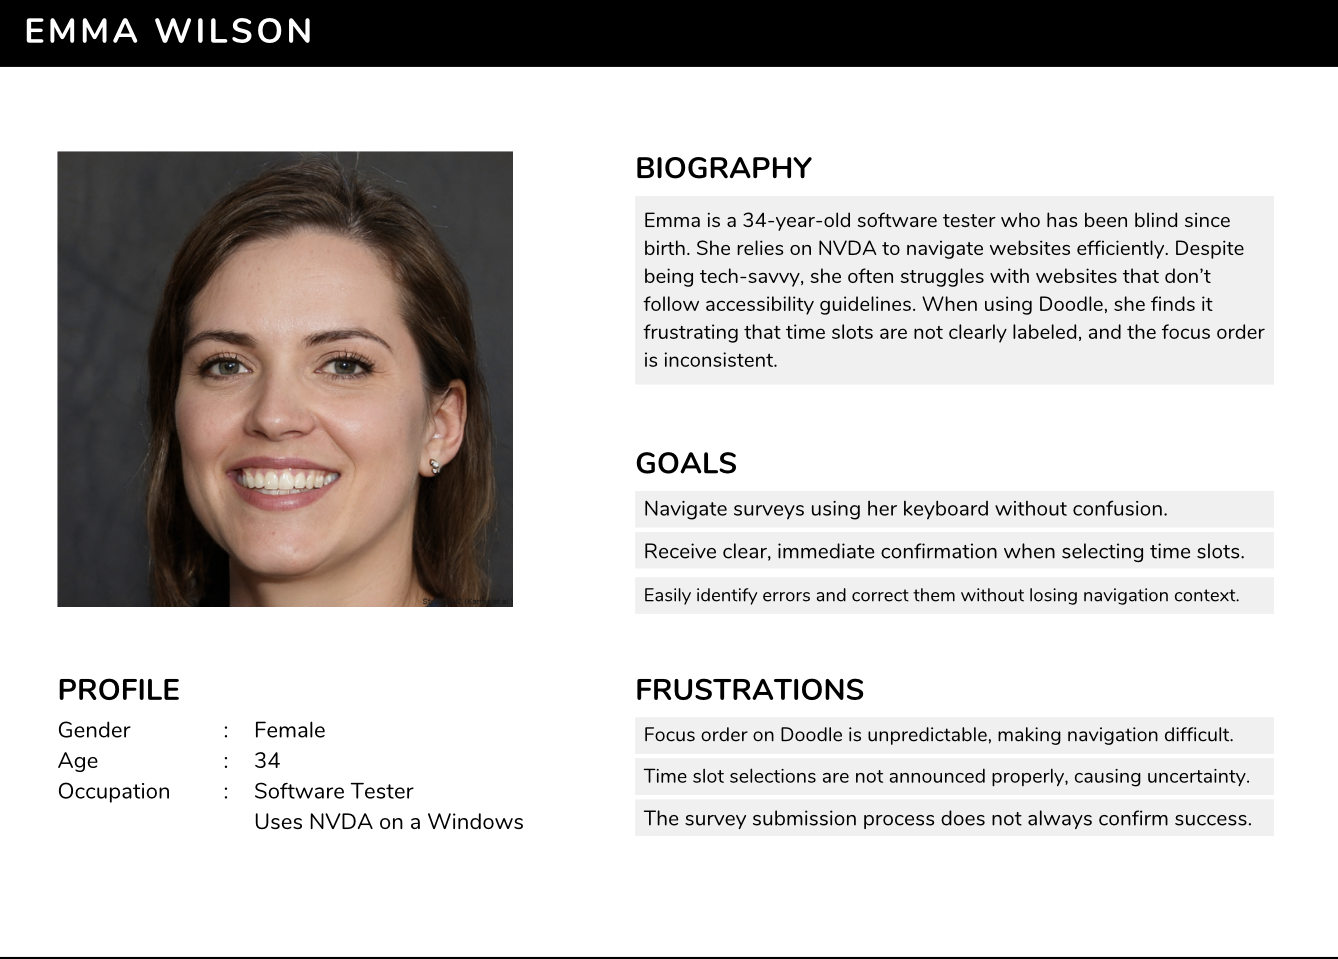 EMMA WILSON
BIOGRAPHY
Emma is a 34-year-old software tester who has been blind since
birth. She relies on NVDA to navigate websites efficiently. Despite
being tech-savvy, she often struggles with websites that don’t
follow accessibility guidelines. When using Doodle, she finds it
frustrating that time slots are not clearly labeled, and the focus order
is inconsistent.
GOALS
Navigate surveys using her keyboard without confusion.
Receive clear, immediate confirmation when selecting time slots.
Easily identify errors and correct them without losing navigation context.
PROFILE
Gender : Female
Age : 34
Occupation : Software Tester
Uses NVDA on a Windows
FRUSTRATIONS
Focus order on Doodle is unpredictable, making navigation difficult.
Time slot selections are not announced properly, causing uncertainty.
The survey submission process does not always confirm success.